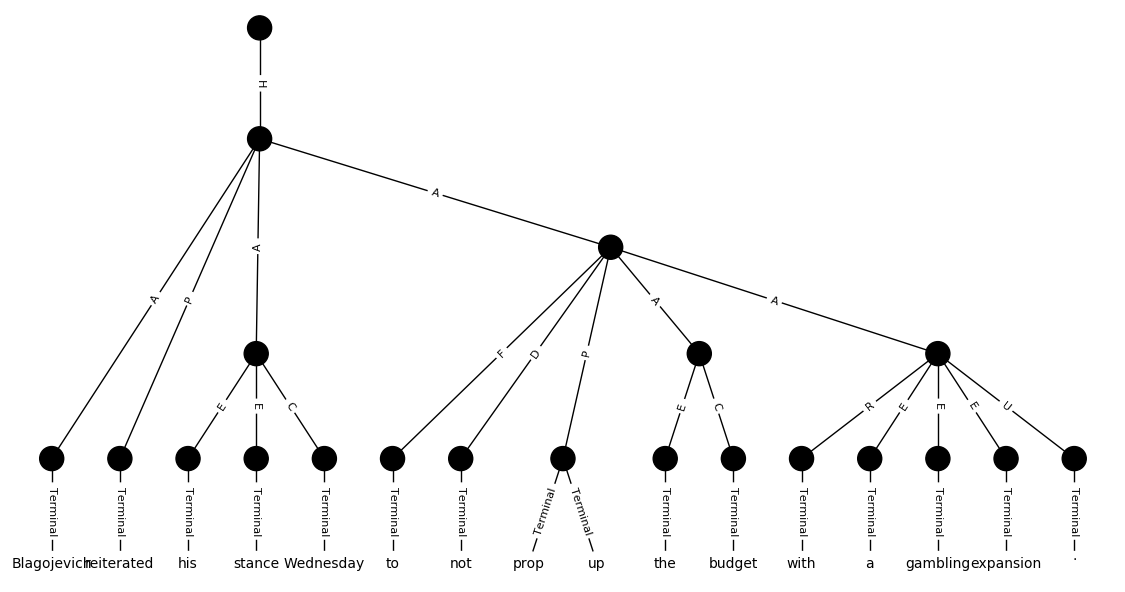 H
A
A
A P
A A
F D P
E E C
E C
R E E E U
Terminal Terminal Terminal Terminal Terminal Terminal Terminal Terminal Terminal Terminal Terminal Terminal Terminal Terminal Terminal Terminal
Blagojevich reiterated his stance Wednesday to not prop up the budget with a gambling expansion .